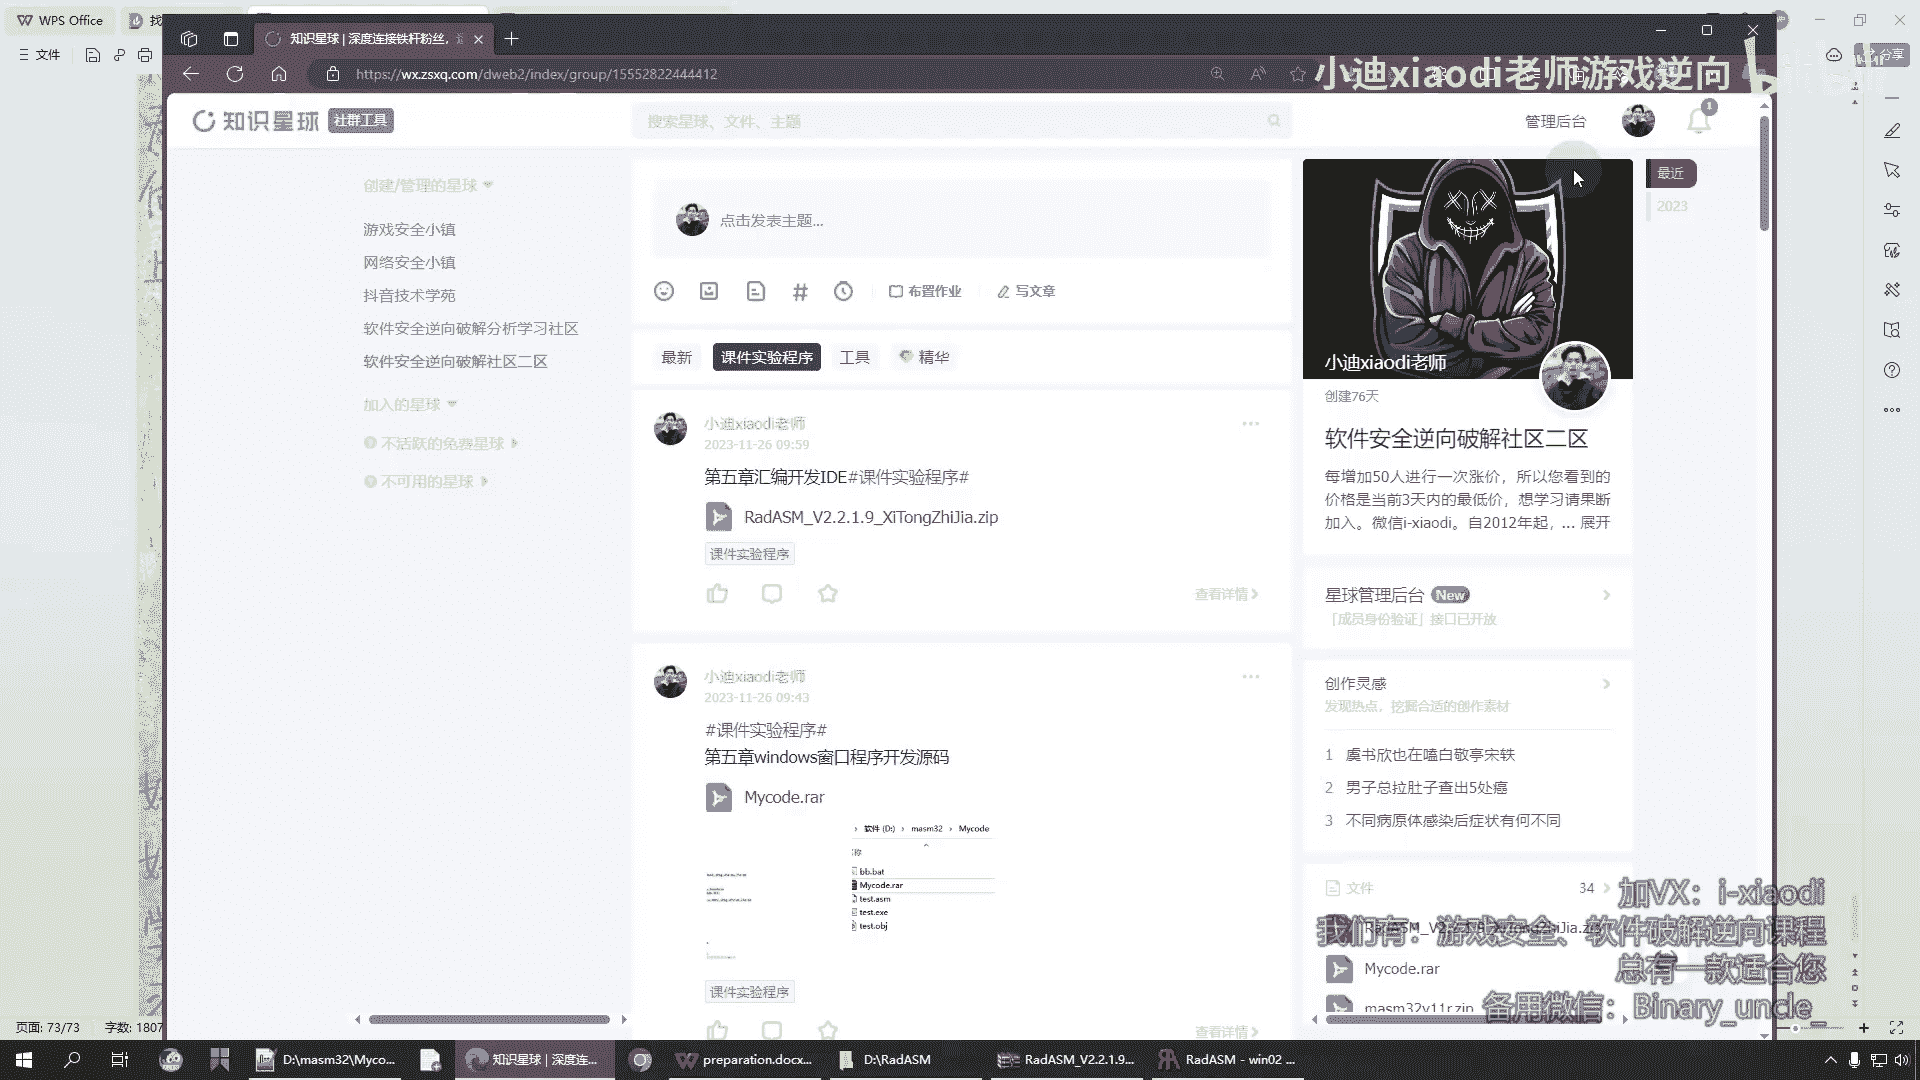 WPS Office
找
知识星球 | 深度连接铁杆粉丝，
文件
分享
https://wx.zsxq.com/dweb2/index/group/15552822444412
小迪xiaodi老师游戏逆向
知识星球
社群工具
搜索星球、文件、主题
管理后台
1
创建/管理的星球
游戏安全小镇
网络安全小镇
抖音技术学苑
软件安全逆向破解分析学习社区
软件安全逆向破解社区二区
加入的星球
不活跃的免费星球
不可用的星球
点击发表主题...
布置作业
写文章
最新
课件实验程序
工具
精华
小迪xiaodi老师
2023-11-26 09:59
第五章汇编开发IDE#课件实验程序#
RadASM_V2.2.1.9_XiTongZhiJia.zip
课件实验程序
查看详情
小迪xiaodi老师
2023-11-26 09:43
#课件实验程序#
第五章windows窗口程序开发源码
Mycode.rar
软件 (D:) › masm32 › Mycode
bb.bat
Mycode.rar
test.asm
test.exe
test.obj
课件实验程序
查看详情
最近
2023
小迪xiaodi老师
创建76天
软件安全逆向破解社区二区
每增加50人进行一次涨价，所以您看到的
价格是当前3天内的最低价，想学习请果断
加入。微信i-xiaodi。自2012年起，... 展开
星球管理后台 New
「成员身份验证」接口已开放
创作灵感
发现热点，挖掘合适的创作素材
1 虞书欣也在嗑白敬亭宋轶
2 男子总拉肚子查出5处癌
3 不同病原体感染后症状有何不同
文件
34
RadASM_V2.2.1.9_XiTongZhiJia.zip
Mycode.rar
masm32v11r.zip
加VX：i-xiaodi
我们有：游戏安全、软件破解逆向课程
总有一款适合您
备用微信：Binary_uncle_
页面: 73/73
字数: 1807
D:\masm32\Myco...
知识星球 | 深度连...
preparation.docx...
D:\RadASM
RadASM_V2.2.1.9...
RadASM - win02 ...